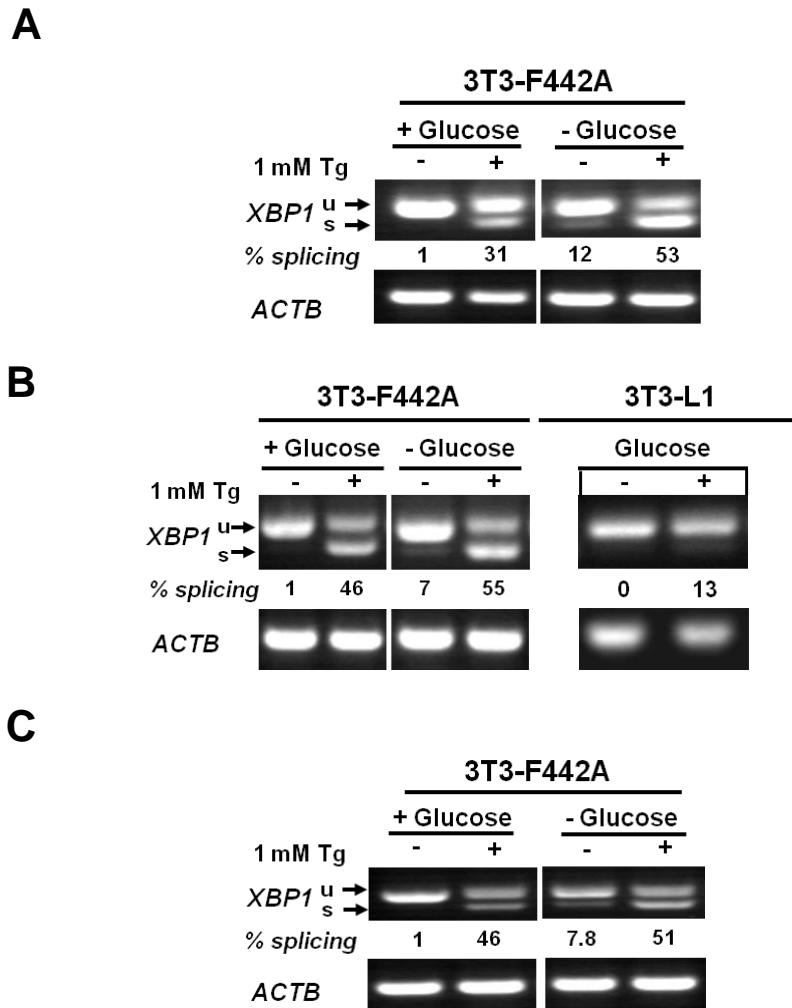 A
3T3-F442A
+ Glucose - Glucose
1 mM Tg - + - +
XBP1 u
s
% splicing 1 31 12 53
ACTB
B
3T3-F442A 3T3-L1
+ Glucose - Glucose Glucose
1 mM Tg - + - + - +
XBP1 u
s
% splicing 1 46 7 55 0 13
ACTB
C
3T3-F442A
+ Glucose - Glucose
1 mM Tg - + - +
XBP1 u
s
% splicing 1 46 7.8 51
ACTB